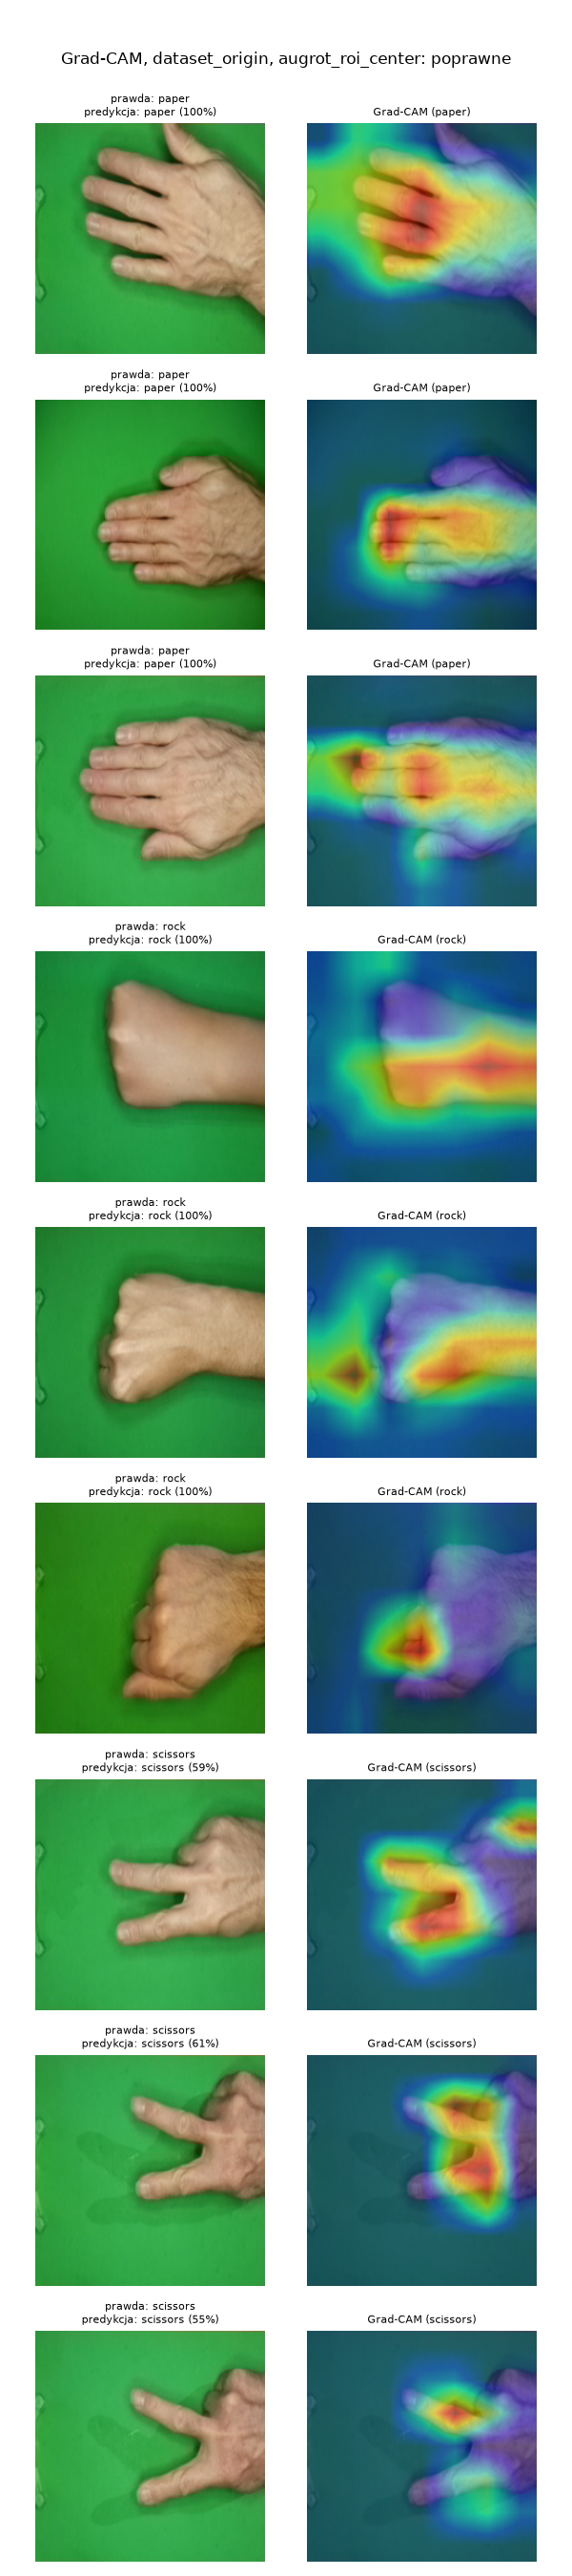 Grad-CAM, dataset_origin, augrot_roi_center: poprawne
prawda: paper
predykcja: paper (100%)
Grad-CAM (paper)
prawda: paper
predykcja: paper (100%)
Grad-CAM (paper)
prawda: paper
predykcja: paper (100%)
Grad-CAM (paper)
prawda: rock
predykcja: rock (100%)
Grad-CAM (rock)
prawda: rock
predykcja: rock (100%)
Grad-CAM (rock)
prawda: rock
predykcja: rock (100%)
Grad-CAM (rock)
prawda: scissors
predykcja: scissors (59%)
Grad-CAM (scissors)
prawda: scissors
predykcja: scissors (61%)
Grad-CAM (scissors)
prawda: scissors
predykcja: scissors (55%)
Grad-CAM (scissors)